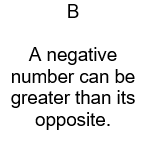 B
A negative
number can be
greater than its
opposite.